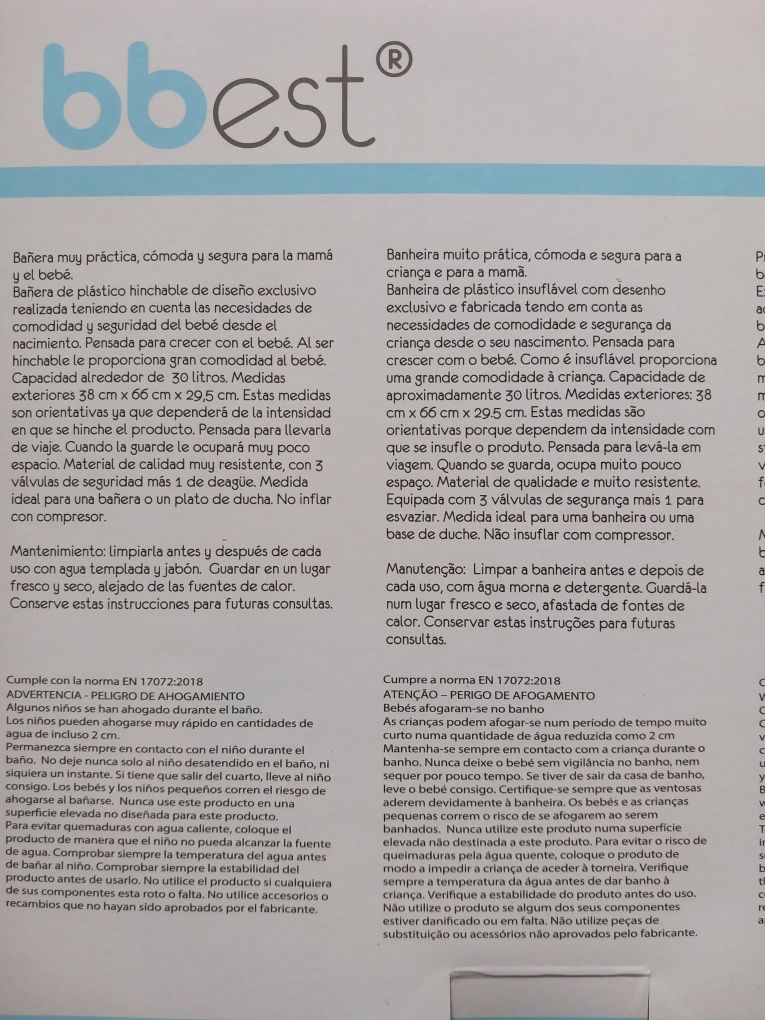 bbest®
Bañera muy práctica, cómoda y segura para la mamá
y el bebé.
Bañera de plástico hinchable de diseño exclusivo
realizada teniendo en cuenta las necesidades de
comodidad y seguridad del bebé desde el
nacimiento. Pensada para crecer con el bebé. Al ser
hinchable le proporciona gran comodidad al bebé.
Capacidad alrededor de 30 litros. Medidas
exteriores 38 cm x 66 cm x 29,5 cm. Estas medidas
son orientativas ya que dependerá de la intensidad
en que se hinche el producto. Pensada para llevarla
de viaje. Cuando la guarde le ocupará muy poco
espacio. Material de calidad muy resistente, con 3
válvulas de seguridad más 1 de deagüe. Medida
ideal para una bañera o un plato de ducha. No inflar
con compresor.
Mantenimiento: limpiarla antes y después de cada
uso con agua templada y jabón. Guardar en un lugar
fresco y seco, alejado de las fuentes de calor.
Conserve estas instrucciones para futuras consultas.
Cumple con la norma EN 17072:2018
ADVERTENCIA - PELIGRO DE AHOGAMIENTO
Algunos niños se han ahogado durante el baño.
Los niños pueden ahogarse muy rápido en cantidades de
agua de incluso 2 cm.
Permanezca siempre en contacto con el niño durante el
baño. No deje nunca solo al niño desatendido en el baño, ni
siquiera un instante. Si tiene que salir del cuarto, lleve al niño
consigo. Los bebés y los niños pequeños corren el riesgo de
ahogarse al bañarse. Nunca use este producto en una
superficie elevada no diseñada para este producto.
Para evitar quemaduras con agua caliente, coloque el
producto de manera que el niño no pueda alcanzar la fuente
de agua. Comprobar siempre la temperatura del agua antes
de bañar al niño. Comprobar siempre la estabilidad del
producto antes de usarlo. No utilice el producto si cualquiera
de sus componentes esta roto o falta. No utilice accesorios o
recambios que no hayan sido aprobados por el fabricante.
Banheira muito prática, cómoda e segura para a
criança e para a mamã.
Banheira de plástico insuflável com desenho
exclusivo e fabricada tendo em conta as
necessidades de comodidade e segurança da
criança desde o seu nascimento. Pensada para
crescer com o bebé. Como é insuflável proporciona
uma grande comodidade à criança. Capacidade de
aproximadamente 30 litros. Medidas exteriores: 38
cm x 66 cm x 29.5 cm. Estas medidas são
orientativas porque dependem da intensidade com
que se insufle o produto. Pensada para levá-la em
viagem. Quando se guarda, ocupa muito pouco
espaço. Material de qualidade e muito resistente.
Equipada com 3 válvulas de segurança mais 1 para
esvaziar. Medida ideal para uma banheira ou uma
base de duche. Não insuflar com compressor.
Manutenção: Limpar a banheira antes e depois de
cada uso, com água morna e detergente. Guardá-la
num lugar fresco e seco, afastada de fontes de
calor. Conservar estas instruções para futuras
consultas.
Cumpre a norma EN 17072:2018
ATENÇÃO – PERIGO DE AFOGAMENTO
Bebés afogaram-se no banho
As crianças podem afogar-se num período de tempo muito
curto numa quantidade de água reduzida como 2 cm
Mantenha-se sempre em contacto com a criança durante o
banho. Nunca deixe o bebé sem vigilância no banho, nem
sequer por pouco tempo. Se tiver de sair da casa de banho,
leve o bebé consigo. Certifique-se sempre que as ventosas
aderem devidamente à banheira. Os bebés e as crianças
pequenas correm o risco de se afogarem ao serem
banhados. Nunca utilize este produto numa superfície
elevada não destinada a este produto. Para evitar o risco de
queimaduras pela água quente, coloque o produto de
modo a impedir a criança de aceder à torneira. Verifique
sempre a temperatura da água antes de dar banho à
criança. Verifique a estabilidade do produto antes do uso.
Não utilize o produto se algum dos seus componentes
estiver danificado ou em falta. Não utilize peças de
substituição ou acessórios não aprovados pelo fabricante.